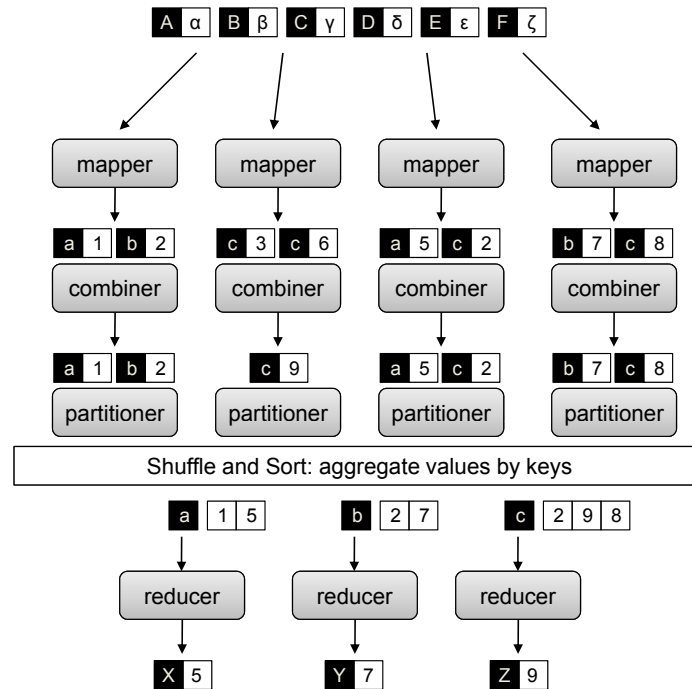 A α B β C γ D δ E ε F ζ
mapper mapper mapper mapper
a 1 b 2 c 3 c 6 a 5 c 2 b 7 c 8
combiner combiner combiner combiner
a 1 b 2 c 9 a 5 c 2 b 7 c 8
partitioner partitioner partitioner partitioner
Shuffle and Sort: aggregate values by keys
a 1 5 b 2 7 c 2 9 8
reducer reducer reducer
X 5 Y 7 Z 9